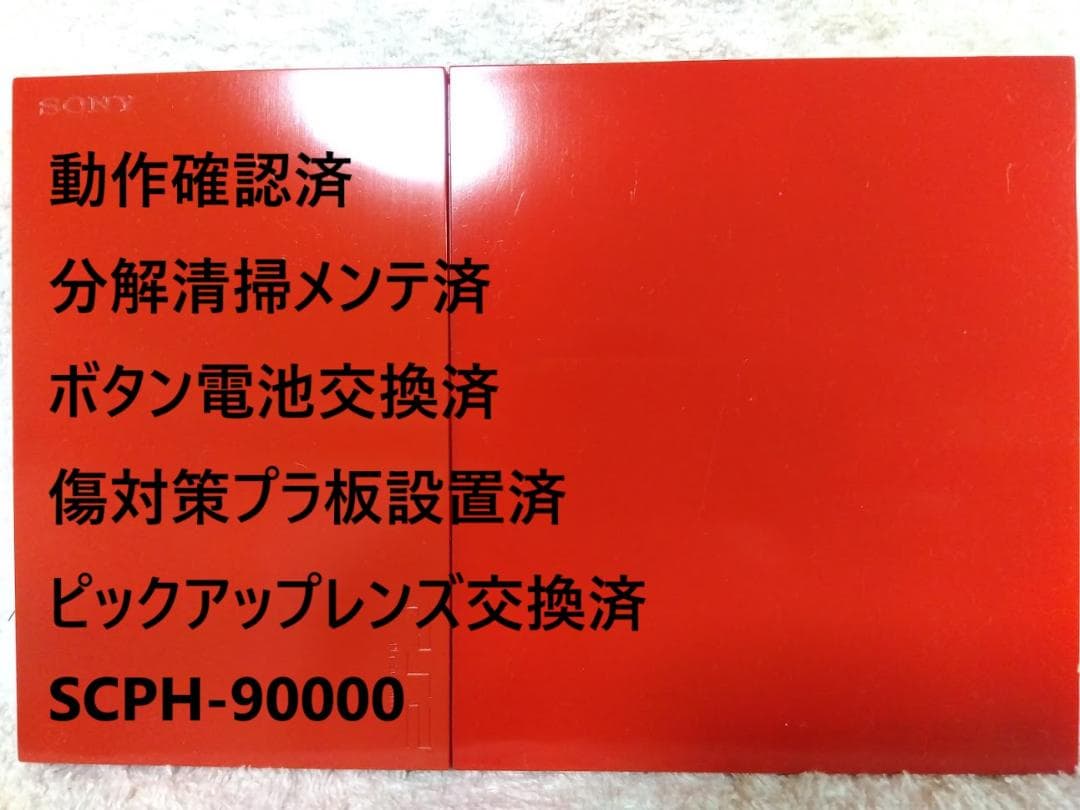 SONY
動作確認済
分解清掃メンテ済
ボタン電池交換済
傷対策プラ板設置済
ピックアップレンズ交換済
SCPH-90000